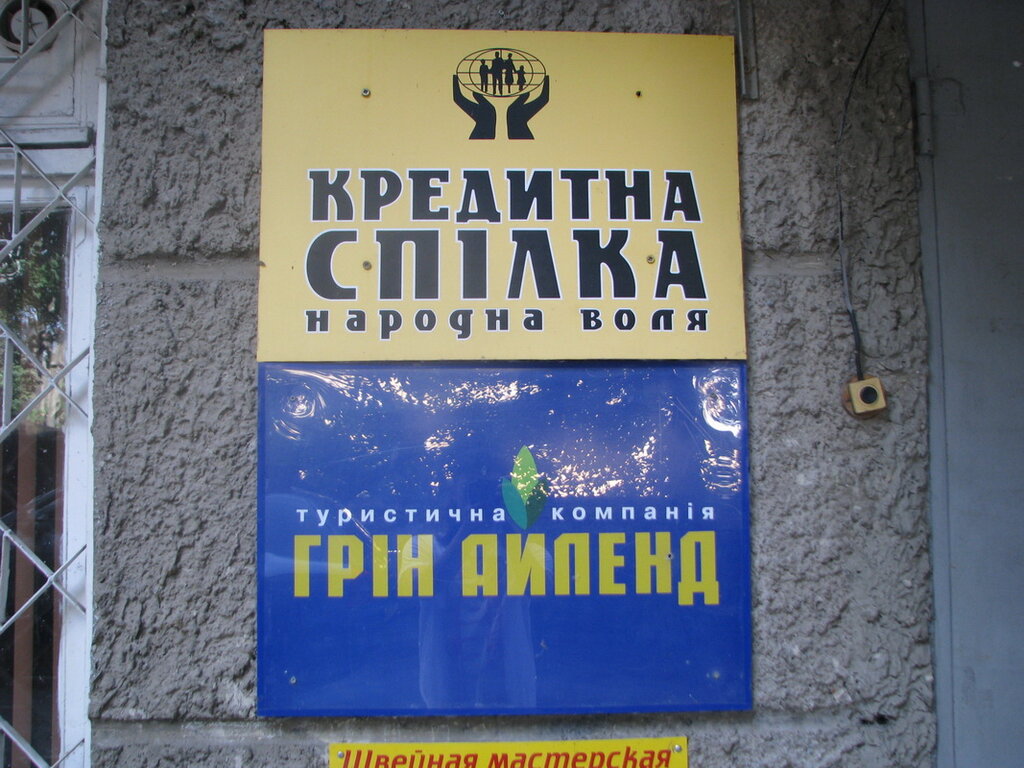 КРЕДИТНА
СПІЛКА
народна воля
туристична компанія
ГРІН АЙЛЕНД
Швейная мастерская